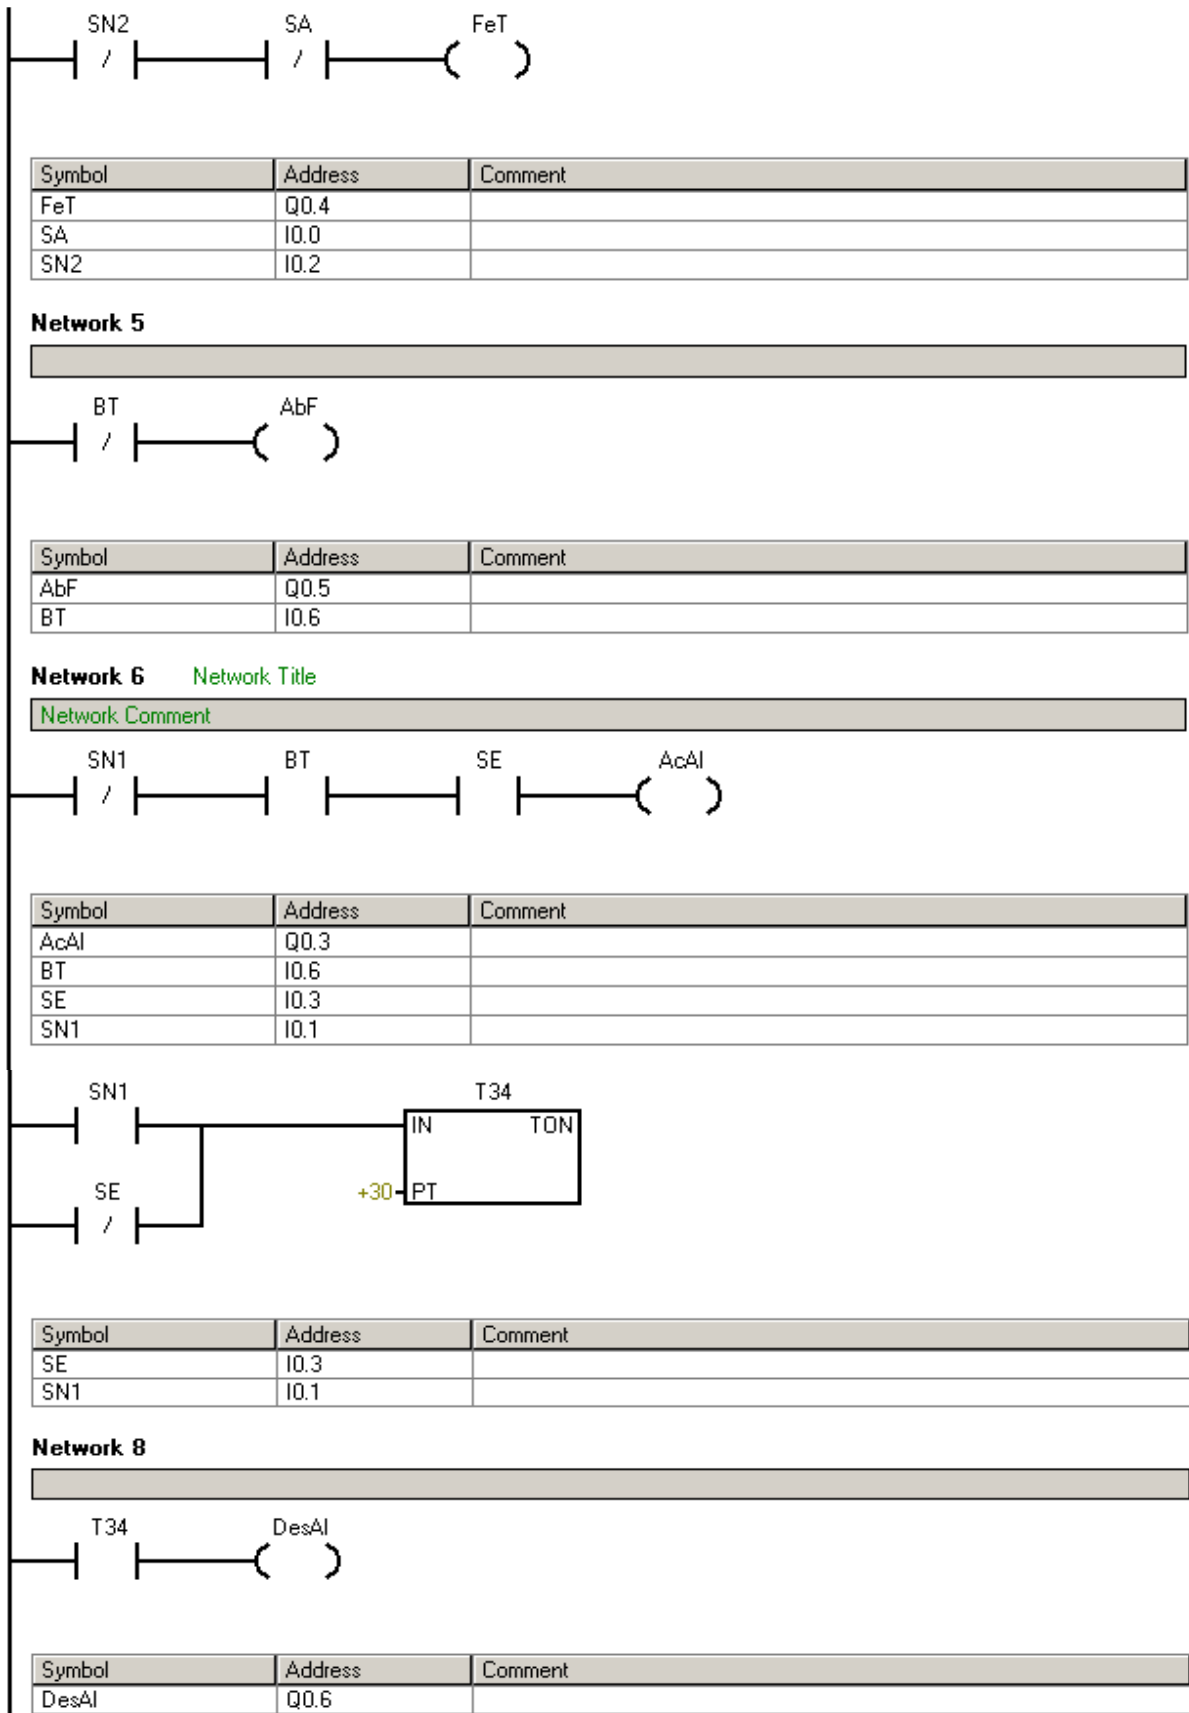 SN2 SA FeT
/ /
Symbol Address Comment
FeT Q0.4
SA I0.0
SN2 I0.2
Network 5
BT AbF
/
Symbol Address Comment
AbF Q0.5
BT I0.6
Network 6 Network Title
Network Comment
SN1 BT SE AcAl
/
Symbol Address Comment
AcAl Q0.3
BT I0.6
SE I0.3
SN1 I0.1
SN1 T34
IN TON
SE +30 PT
/
Symbol Address Comment
SE I0.3
SN1 I0.1
Network 8
T34 DesAl
Symbol Address Comment
DesAl Q0.6